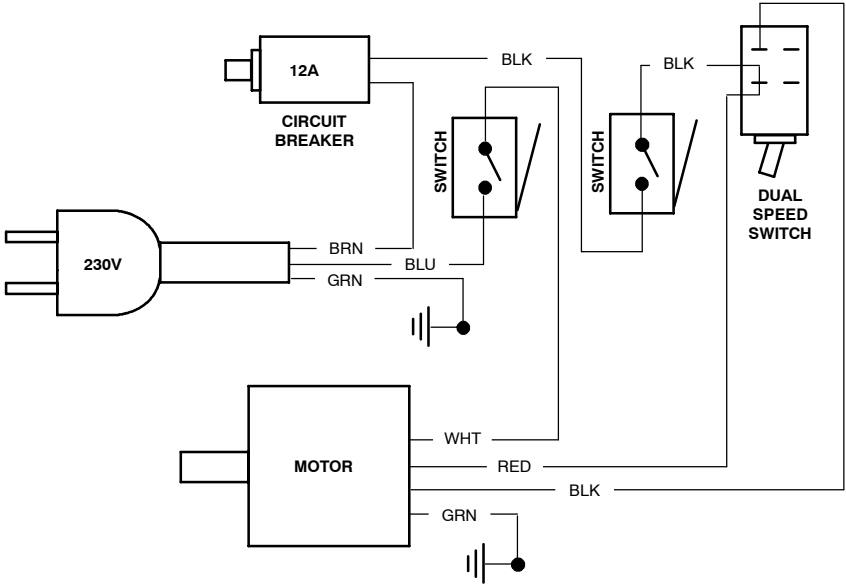 12A
BLK
BLK
CIRCUIT
BREAKER
SWITCH
SWITCH
DUAL
SPEED
SWITCH
230V
BRN
BLU
GRN
MOTOR
WHT
RED
BLK
GRN